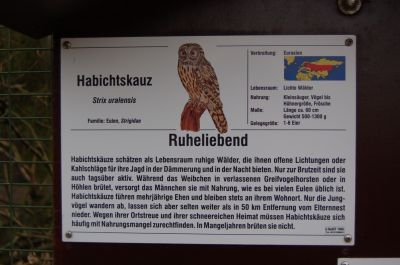 Habichtskauz
Strix uralensis
Familie: Eulen, Strigidae
Verbreitung: Eurasien
Lebensraum: Lichte Wälder
Nahrung: Kleinsäuger, Vögel bis
Hühnergröße, Frösche
Maße: Länge ca. 60 cm
Gewicht 500-1300 g
Gelegegröße: 1-6 Eier
Ruheliebend
Habichtskäuze schätzen als Lebensraum ruhige Wälder, die ihnen offene Lichtungen oder
Kahlschläge für ihre Jagd in der Dämmerung und in der Nacht bieten. Nur zur Brutzeit sind sie
auch tagsüber aktiv. Während das Weibchen in verlassenen Greifvogelhorsten oder in
Höhlen brütet, versorgt das Männchen sie mit Nahrung, wie es bei vielen Eulen üblich ist.
Habichtskäuze führen mehrjährige Ehen und bleiben stets an ihrem Wohnort. Nur die Jung-
vögel wandern ab, lassen sich aber selten weiter als in 50 km Entfernung vom Elternnest
nieder. Wegen ihrer Ortstreue und ihrer schneereichen Heimat müssen Habichtskäuze sich
häufig mit Nahrungsmangel zurechtfinden. In Mangeljahren brüten sie nicht.